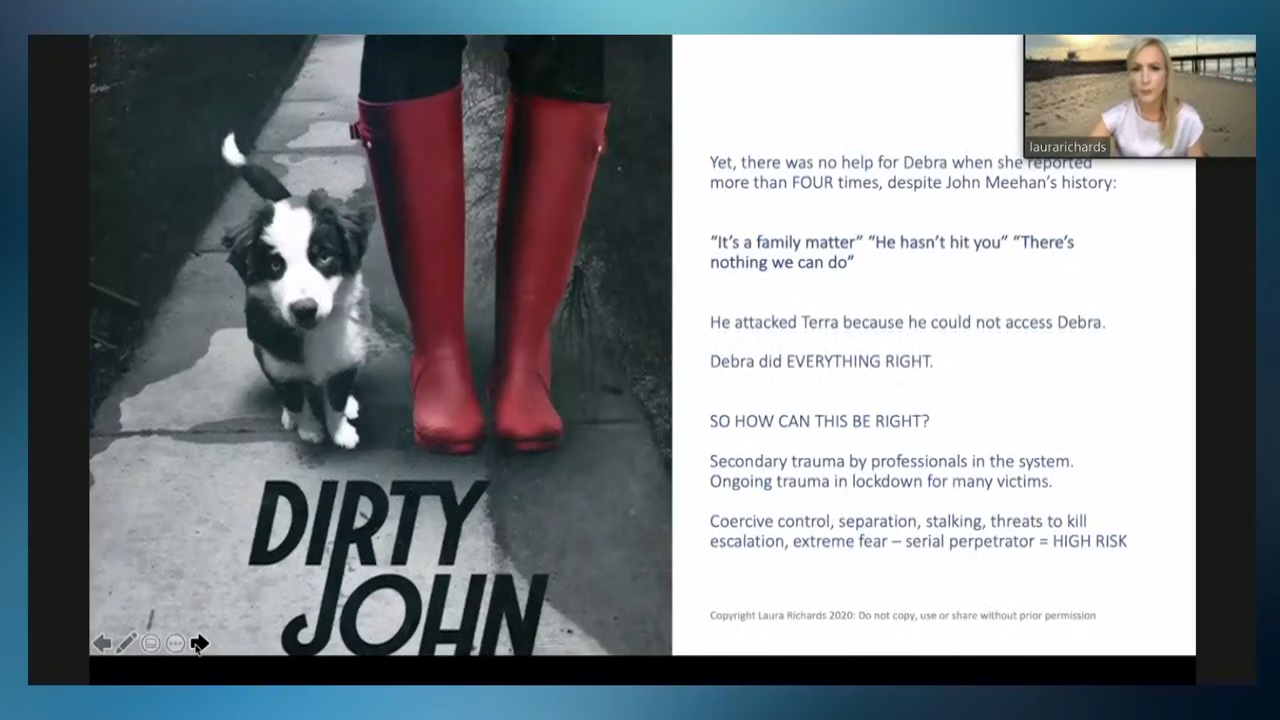 laurarichards
Yet, there was no help for Debra when she reported
more than FOUR times, despite John Meehan’s history:
“It’s a family matter” “He hasn’t hit you” “There’s
nothing we can do”
He attacked Terra because he could not access Debra.
Debra did EVERYTHING RIGHT.
SO HOW CAN THIS BE RIGHT?
Secondary trauma by professionals in the system.
Ongoing trauma in lockdown for many victims.
Coercive control, separation, stalking, threats to kill
escalation, extreme fear – serial perpetrator = HIGH RISK
Copyright Laura Richards 2020: Do not copy, use or share without prior permission
DIRTY
JOHN